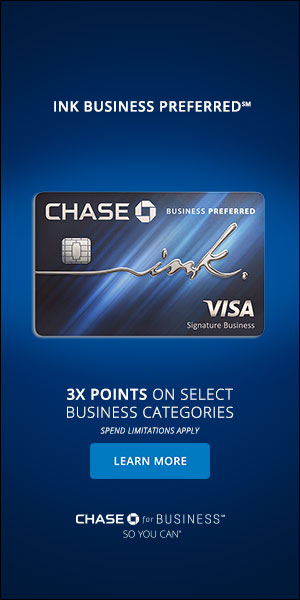 INK BUSINESS PREFERRED℠
CHASE BUSINESS PREFERRED
ink.
VISA
Signature Business
3X POINTS ON SELECT
BUSINESS CATEGORIES
SPEND LIMITATIONS APPLY
LEARN MORE
CHASE for BUSINESS℠
SO YOU CAN®